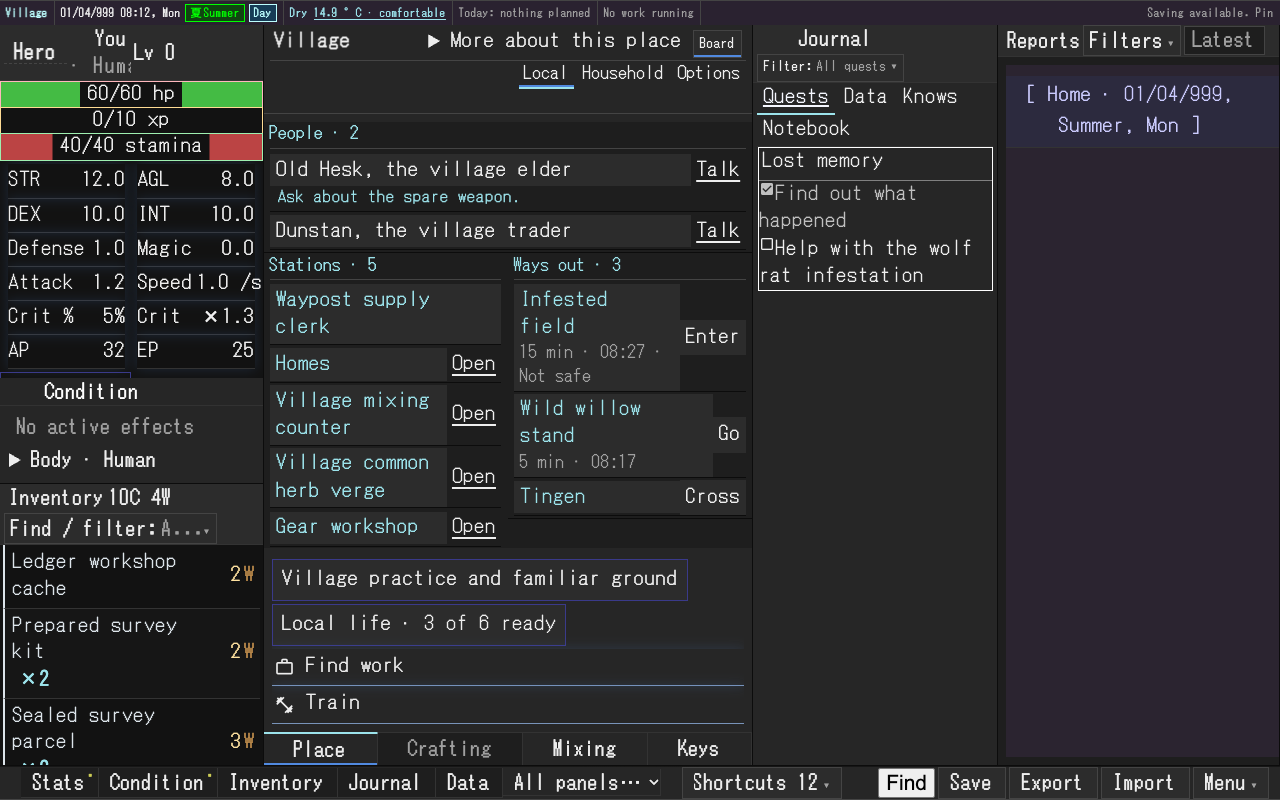 Village 01/04/999 08:12, Mon 夏Summer Day Dry 14.9 ° C · comfortable Today: nothing planned No work running Saving available. Pin
Hero · You Lv 0
60/60 hp
0/10 xp
40/40 stamina
STR 12.0 AGL 8.0
DEX 10.0 INT 10.0
Defense 1.0 Magic 0.0
Attack 1.2 Speed 1.0 /s
Crit % 5% Crit ×1.3
AP 32 EP 25
Condition
No active effects
▶ Body · Human
Inventory 10C 4W
Find / filter: A...▾
Ledger workshop
cache 2W
Prepared survey
kit 2W
×2
Sealed survey
parcel 3W
Village ▶ More about this place Board
Local Household Options
People · 2
Old Hesk, the village elder Talk
Ask about the spare weapon.
Dunstan, the village trader Talk
Stations · 5
Waypost supply
clerk
Homes Open
Village mixing
counter Open
Village common
herb verge Open
Gear workshop Open
Ways out · 3
Infested
field Enter
15 min · 08:27 ·
Not safe
Wild willow
stand Go
5 min · 08:17
Tingen Cross
Village practice and familiar ground
Local life · 3 of 6 ready
Find work
Train
Place Crafting Mixing Keys
Journal
Filter: All quests ▾
Quests Data Knows
Notebook
Lost memory
Find out what
happened
Help with the wolf
rat infestation
Reports Filters▾ Latest
[ Home · 01/04/999,
Summer, Mon ]
Stats Condition Inventory Journal Data All panels… Shortcuts 12▾ Find Save Export Import Menu▾